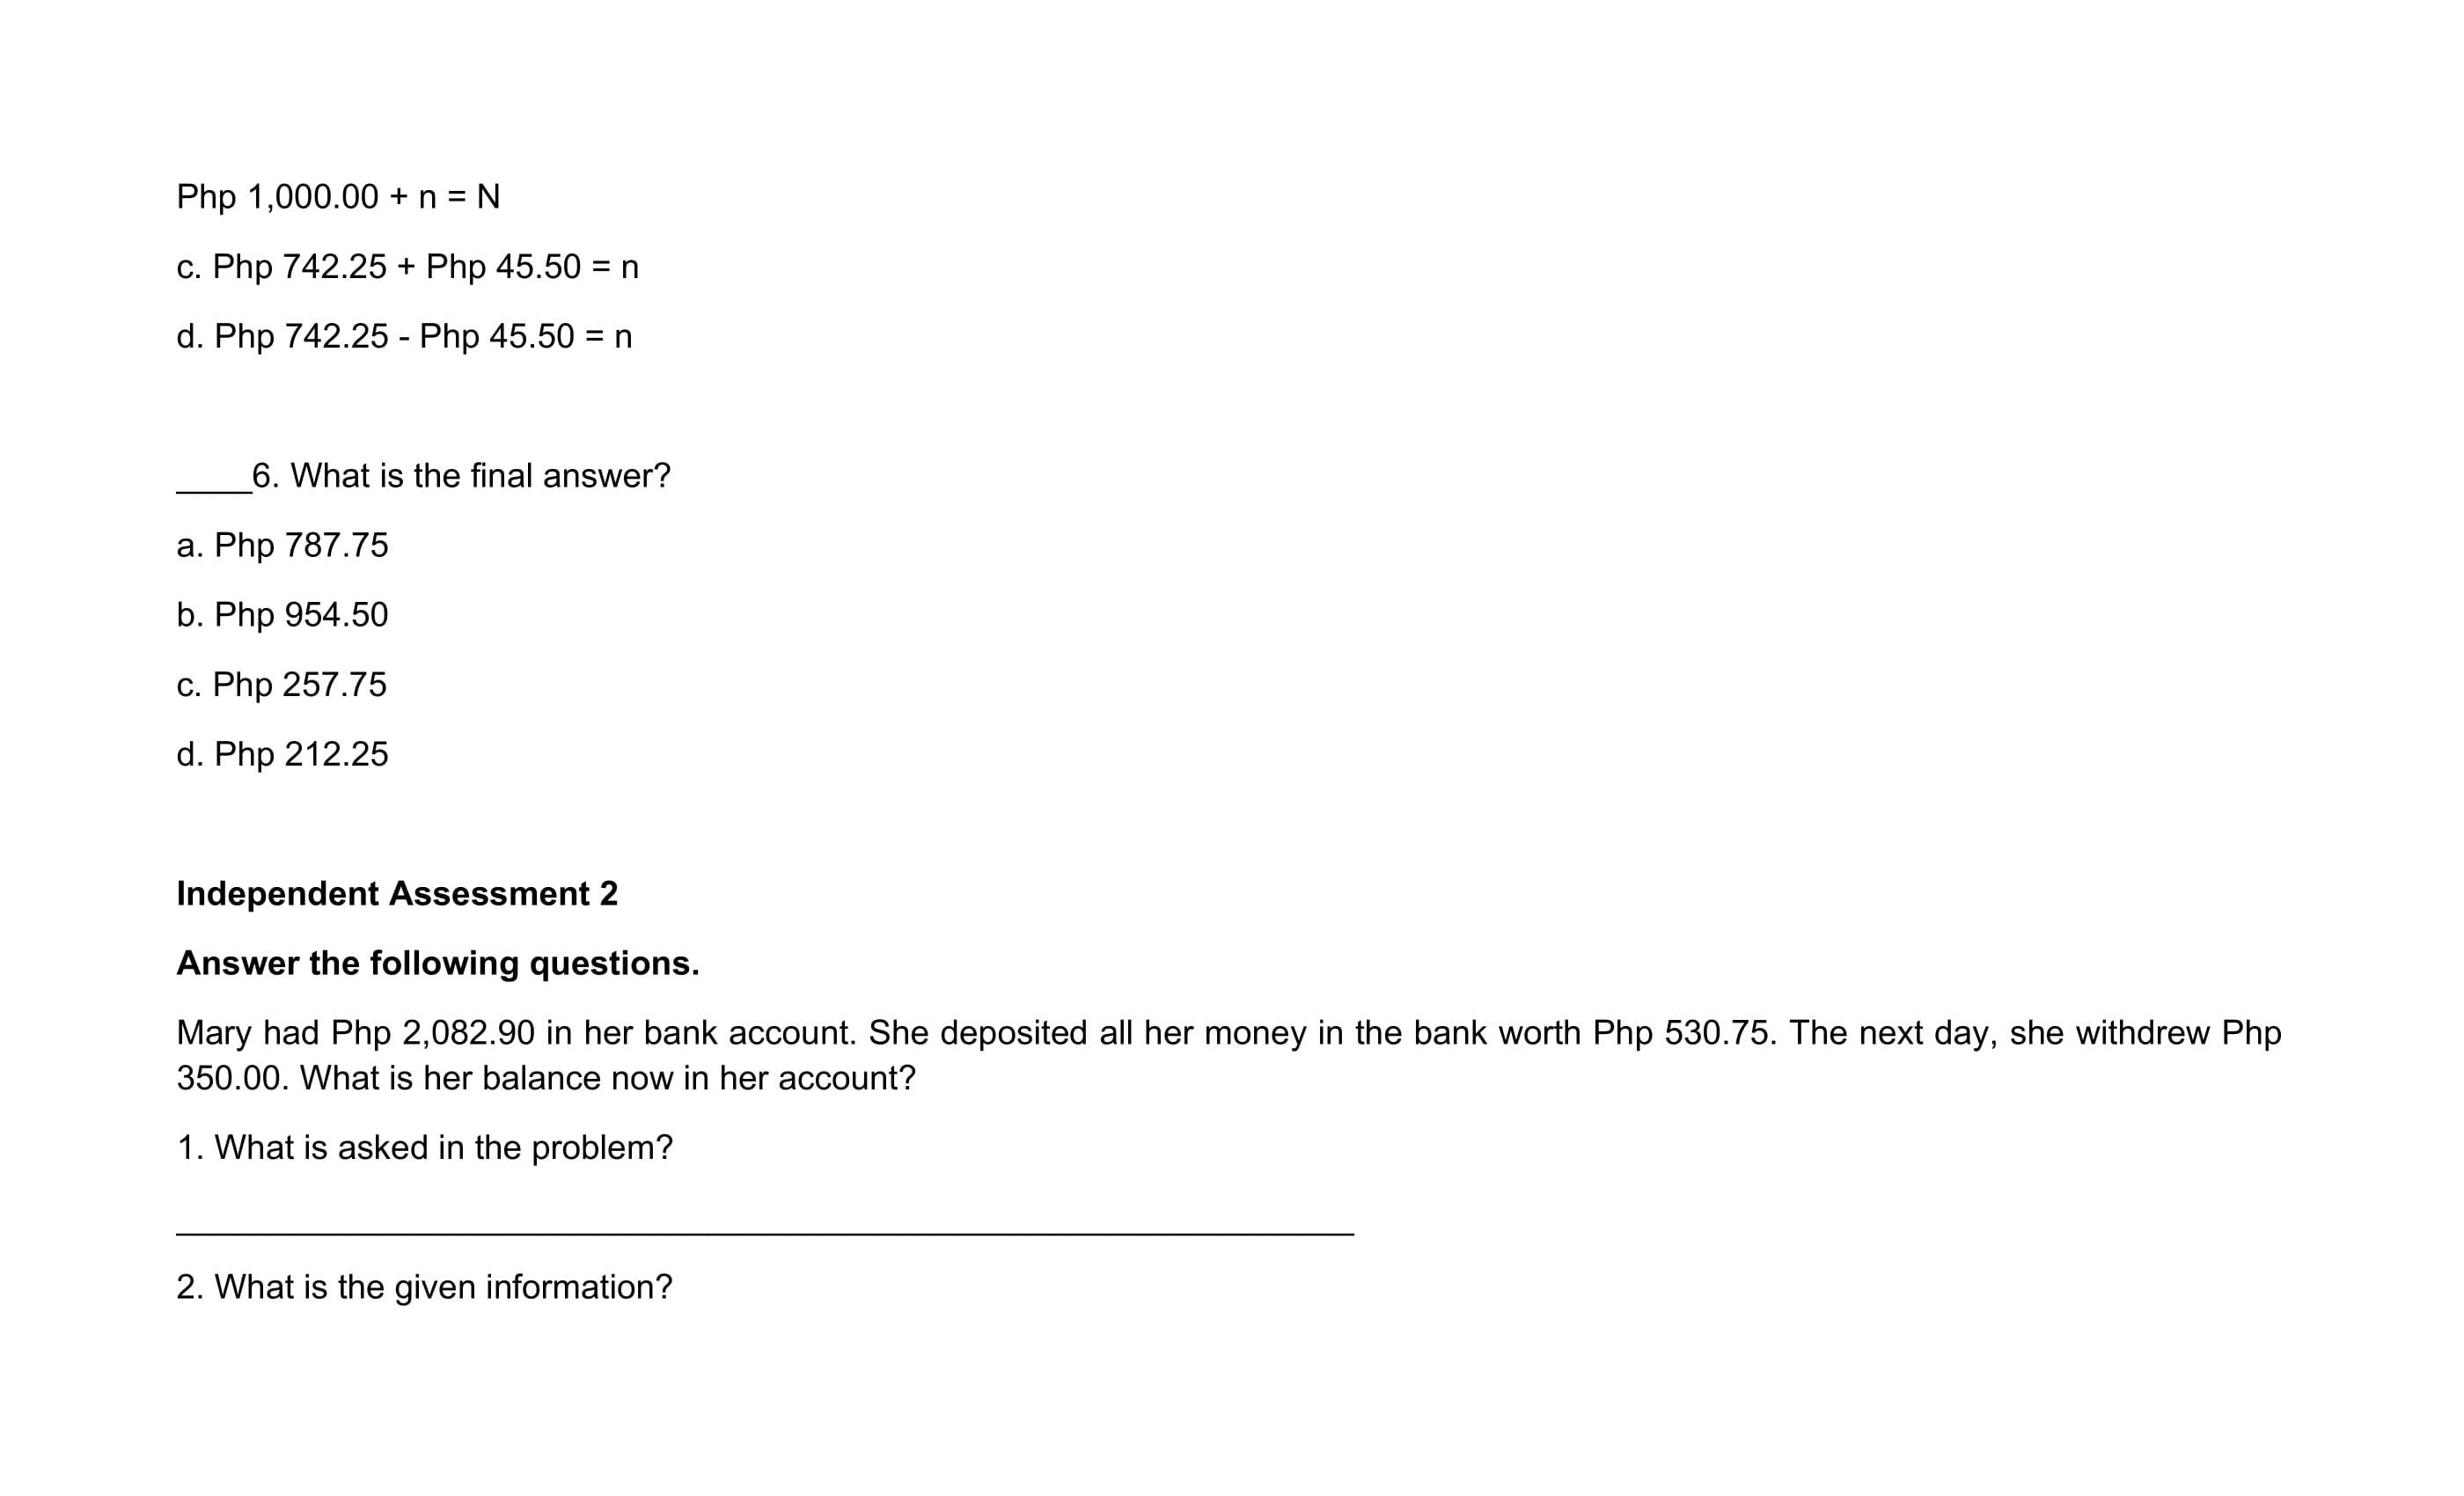 Php 1,000.00 + n = N
c. Php 742.25 + Php 45.50 = n
d. Php 742.25 - Php 45.50 = n
____6. What is the final answer?
a. Php 787.75
b. Php 954.50
c. Php 257.75
d. Php 212.25
Independent Assessment 2
Answer the following questions.
Mary had Php 2,082.90 in her bank account. She deposited all her money in the bank worth Php 530.75. The next day, she withdrew Php
350.00. What is her balance now in her account?
1. What is asked in the problem?
______________________________________________________________
2. What is the given information?